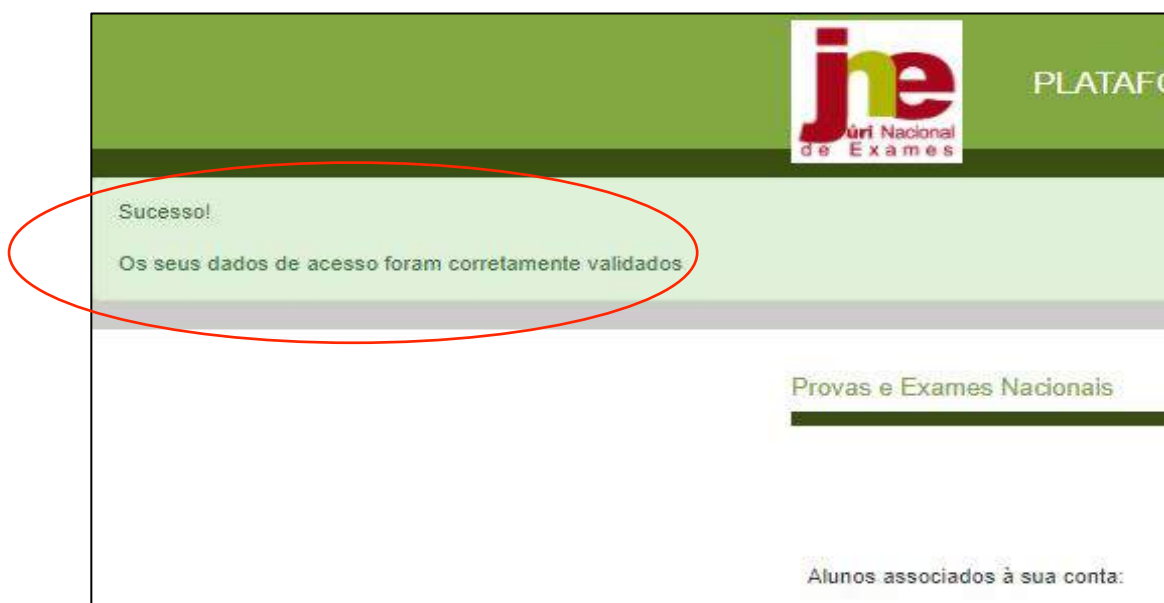 jne
Júri Nacional
de Exames
PLATAFO
Sucesso!
Os seus dados de acesso foram corretamente validados
Provas e Exames Nacionais
Alunos associados à sua conta: